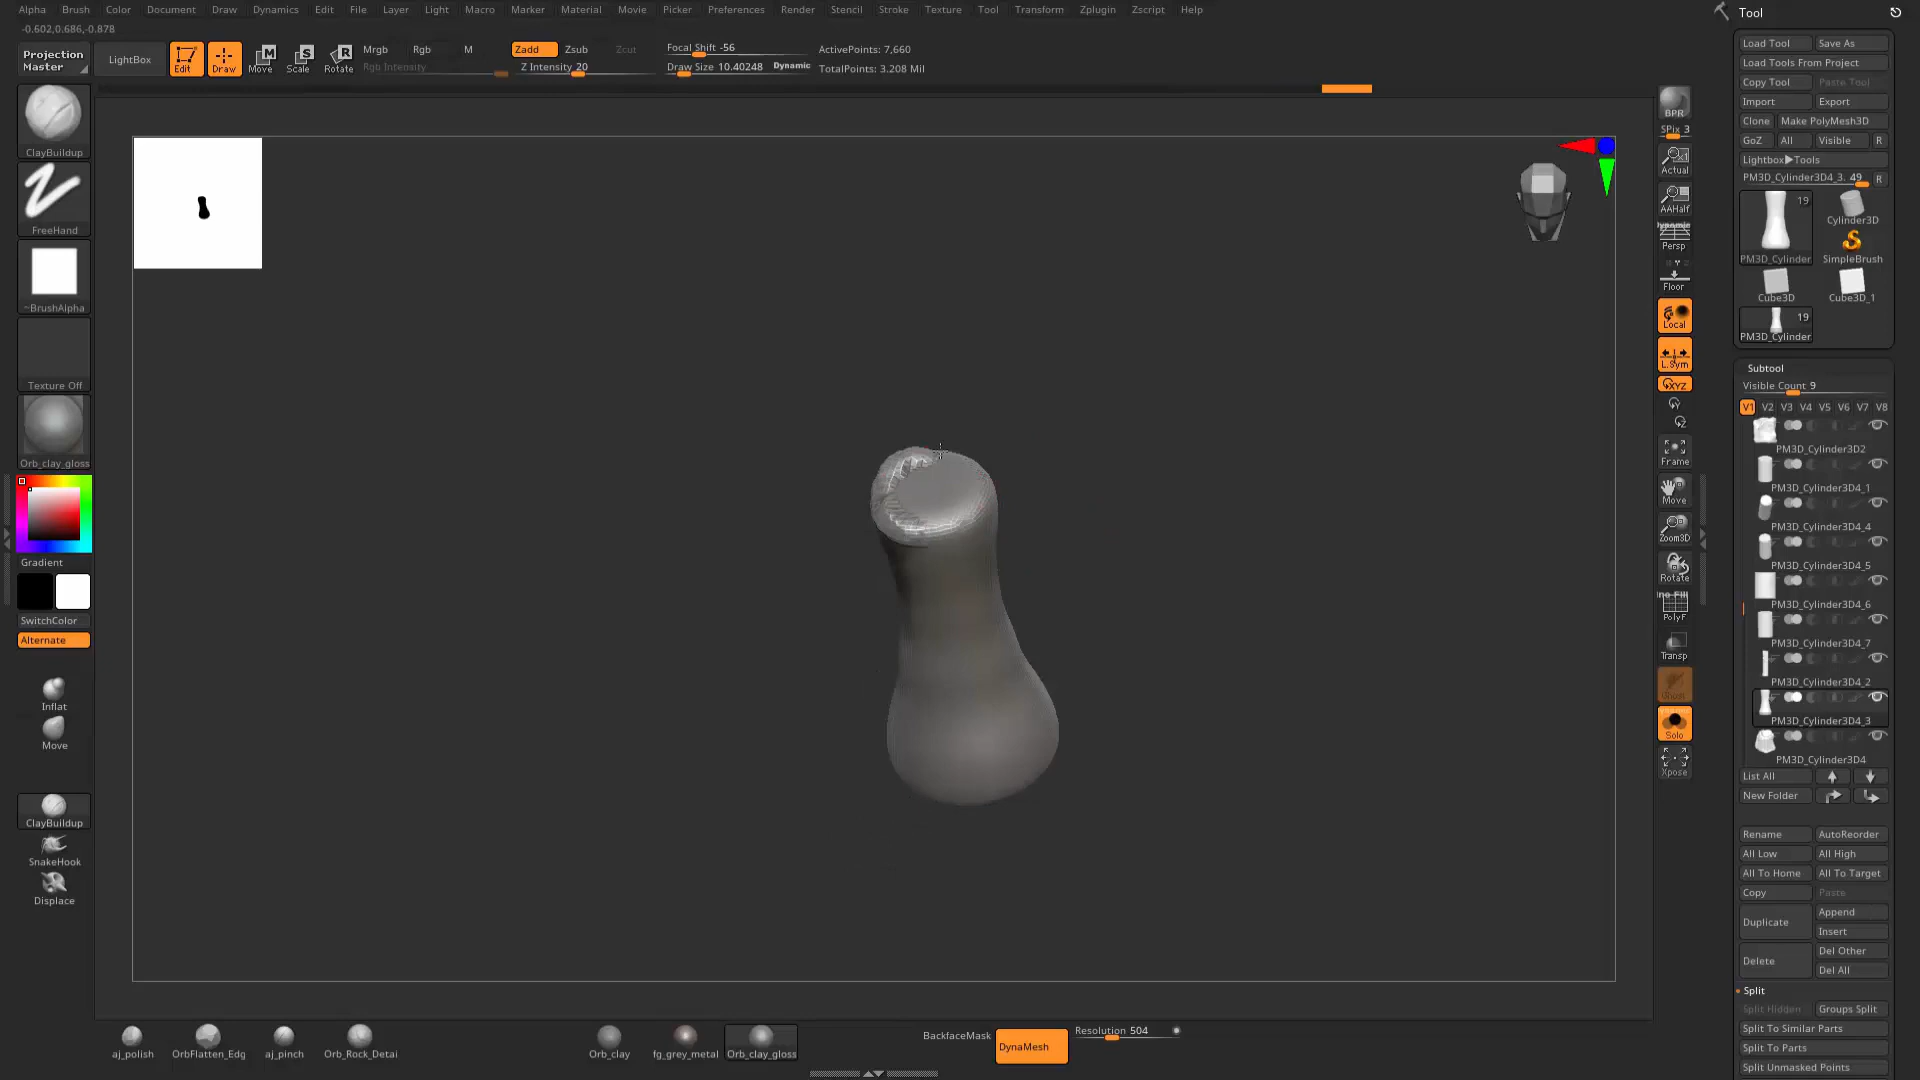 Alpha Brush Color Document Draw Dynamics Edit File Layer Light Macro Marker Material Movie Picker Preferences Render Stencil Stroke Texture Tool Transform Zplugin Zscript Help
-0.602,0.686,-0.878
Projection Master
LightBox
Edit
Draw
Move
Scale
Rotate
Mrgb Rgb M
Rgb Intensity
Zadd Zsub Zcut
Z Intensity 20
Focal Shift -56
Draw Size 10.40248 Dynamic
ActivePoints: 7,660
TotalPoints: 3.208 Mil
ClayBuildup
FreeHand
~BrushAlpha
Texture Off
Orb_clay_gloss
Gradient
SwitchColor
Alternate
Inflat
Move
ClayBuildup
SnakeHook
Displace
BPR
SPix 3
Actual
AAHalf
Dynamic
Persp
Floor
Local
L.Sym
XYZ
Frame
Move
Zoom3D
Rotate
PolyF
Transp
Solo
Xpose
Tool
Load Tool Save As
Load Tools From Project
Copy Tool Paste Tool
Import Export
Clone Make PolyMesh3D
GoZ All Visible R
Lightbox▶Tools
PM3D_Cylinder3D4_3. 49 R
19
Cylinder3D
PM3D_Cylinder SimpleBrush
Cube3D Cube3D_1
19
PM3D_Cylinder
Subtool
Visible Count 9
V1 V2 V3 V4 V5 V6 V7 V8
PM3D_Cylinder3D2
PM3D_Cylinder3D4_1
PM3D_Cylinder3D4_4
PM3D_Cylinder3D4_5
PM3D_Cylinder3D4_6
PM3D_Cylinder3D4_7
PM3D_Cylinder3D4_2
PM3D_Cylinder3D4_3
PM3D_Cylinder3D4
List All
New Folder
Rename AutoReorder
All Low All High
All To Home All To Target
Copy Paste
Duplicate Append
Insert
Delete Del Other
Del All
Split
Split Hidden Groups Split
Split To Similar Parts
Split To Parts
Split Unmasked Points
aj_polish OrbFlatten_Edg aj_pinch Orb_Rock_Detai Orb_clay fg_grey_metal Orb_clay_gloss
BackfaceMask
DynaMesh
Resolution 504